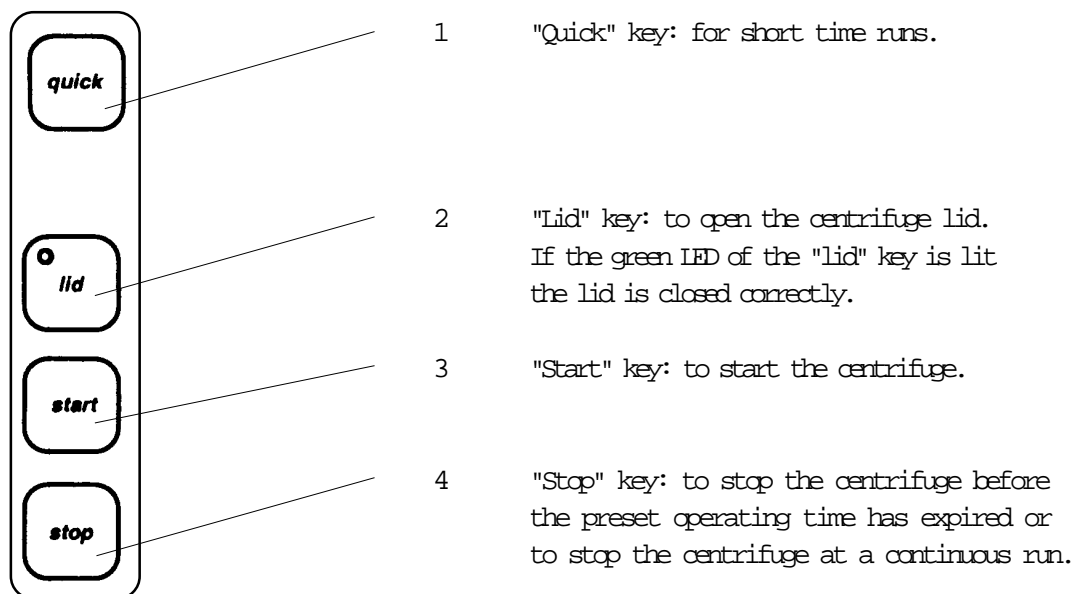 quick
1 "Quick" key: for short time runs.
lid
2 "Lid" key: to open the centrifuge lid.
If the green LED of the "lid" key is lit
the lid is closed correctly.
start
3 "Start" key: to start the centrifuge.
stop
4 "Stop" key: to stop the centrifuge before
the preset operating time has expired or
to stop the centrifuge at a continuous run.